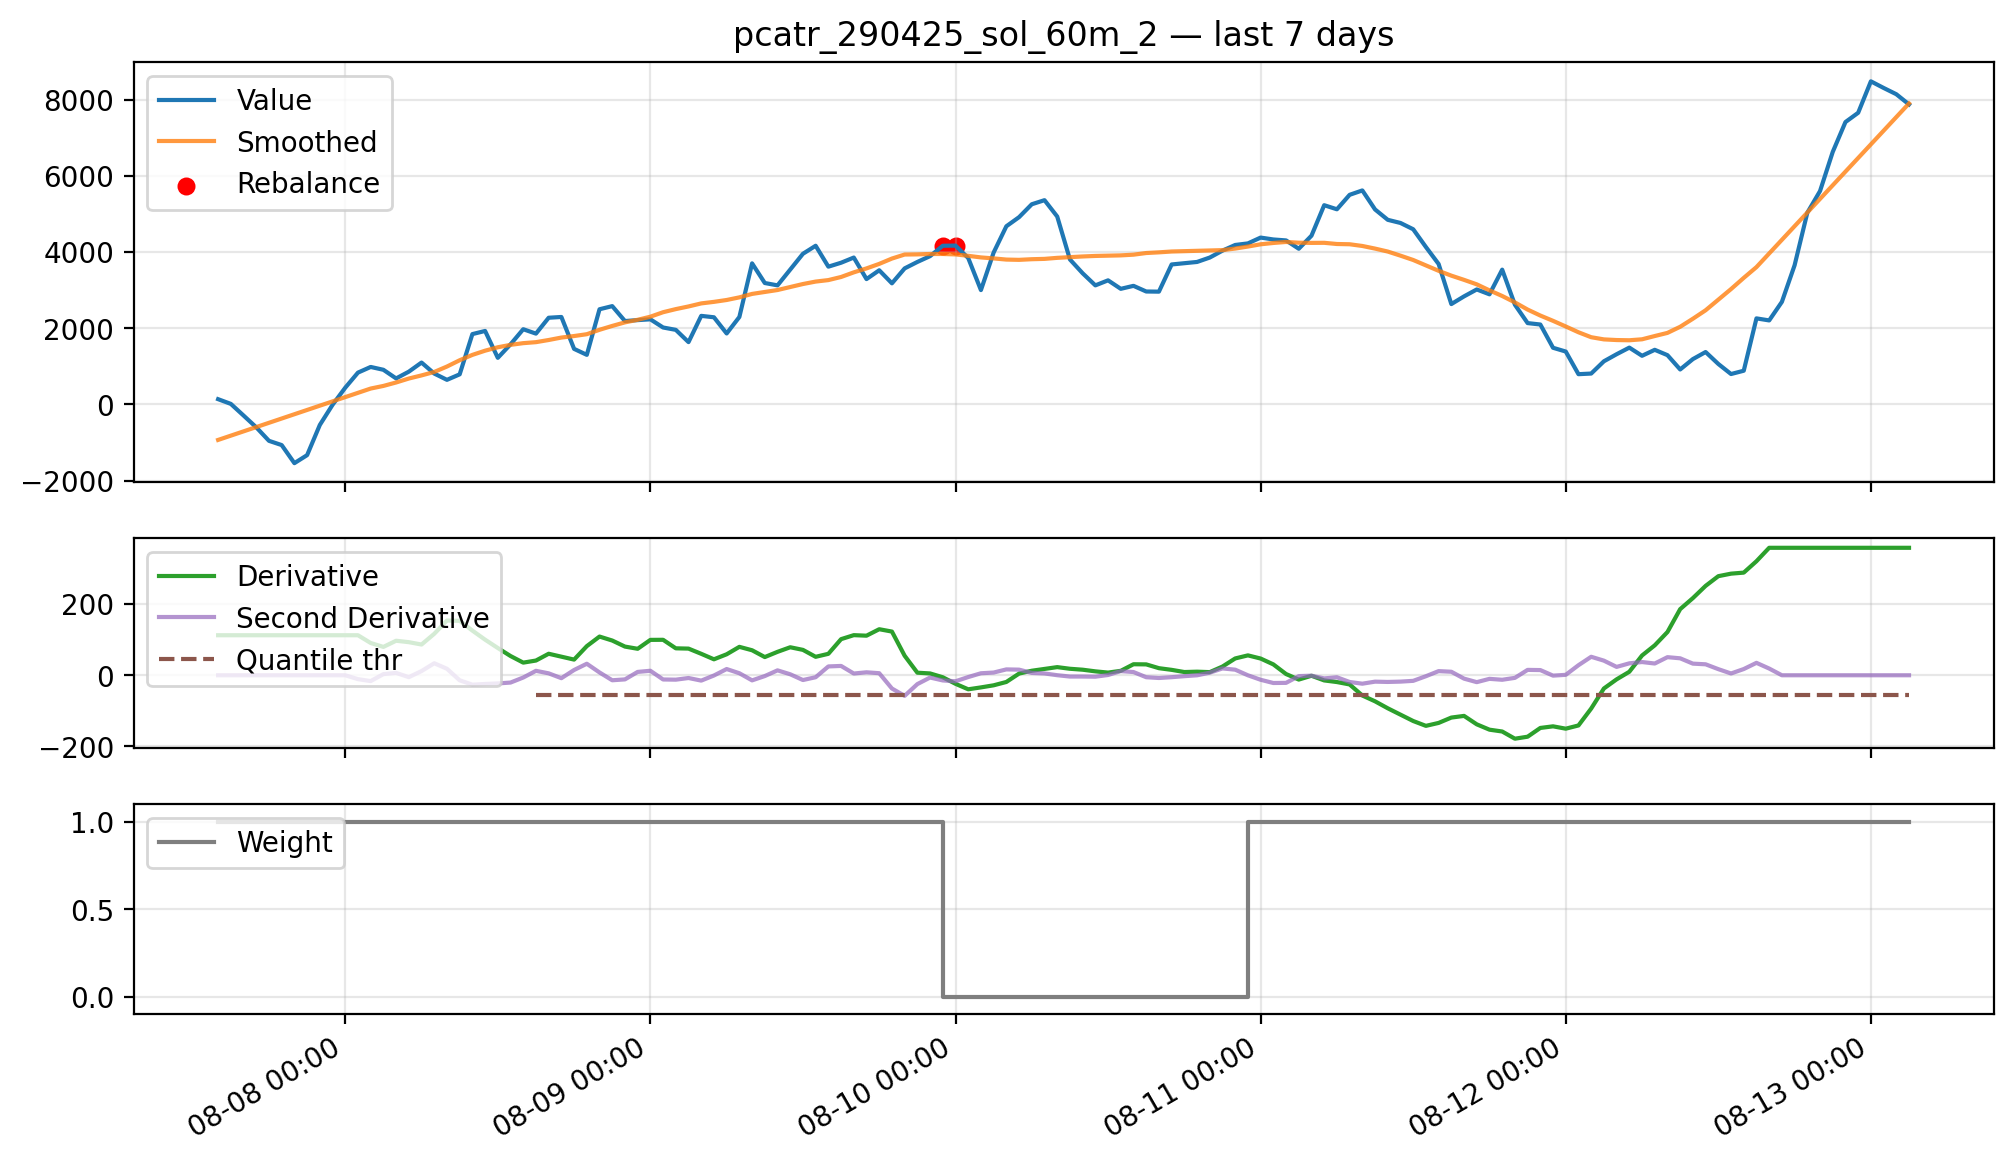 pcatr_290425_sol_60m_2 — last 7 days
8000
6000
4000
2000
0
−2000
Value
Smoothed
Rebalance
200
0
−200
Derivative
Second Derivative
Quantile thr
1.0
0.5
0.0
Weight
08-08 00:00
08-09 00:00
08-10 00:00
08-11 00:00
08-12 00:00
08-13 00:00